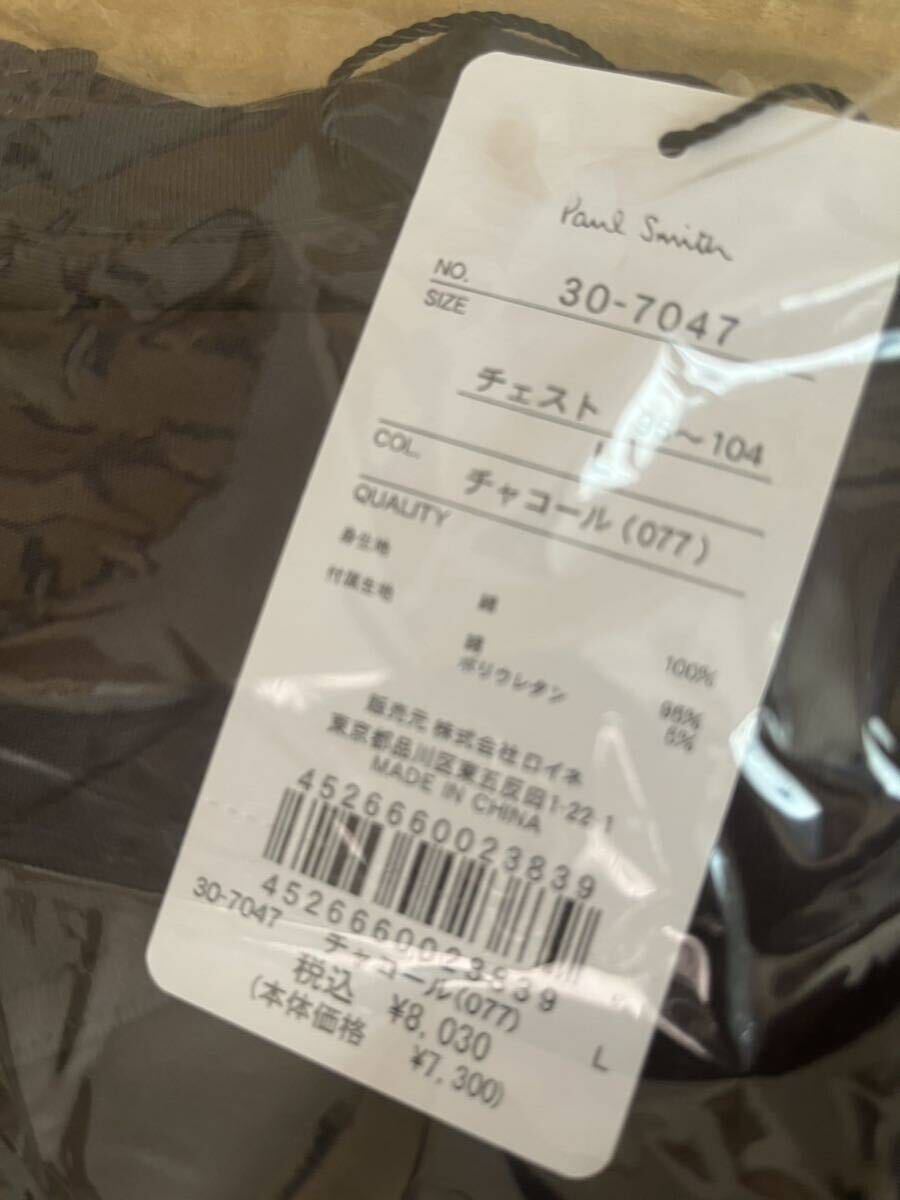 Paul Smith
NO. 30-7047
SIZE
チェスト 96～104
L
COL.
チャコール(077)
QUALITY
身生地 綿 100%
付属生地 綿 95%
ポリウレタン 5%
販売元 株式会社ロイネ
東京都品川区東五反田1-22-1
MADE IN CHINA
4526660023839
4526660023839
30-7047 チャコール(077) L
税込 ¥8,030
(本体価格 ¥7,300)